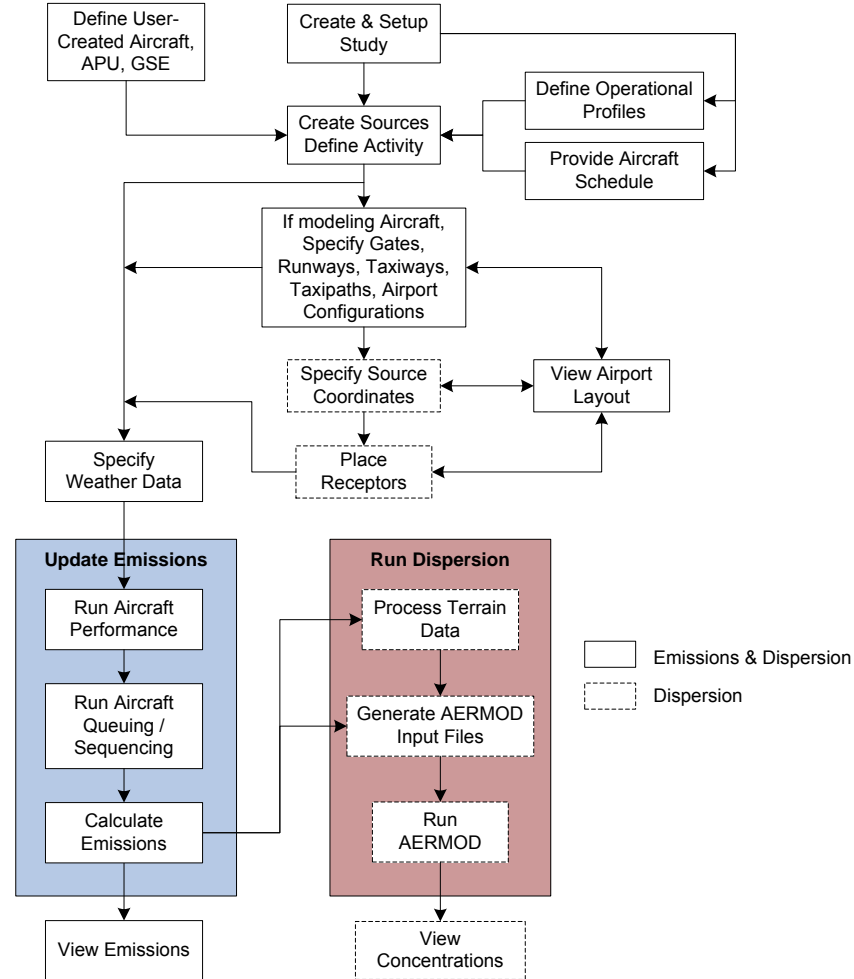 Define User-
Created Aircraft,
APU, GSE
Create & Setup
Study
Define Operational
Profiles
Create Sources
Define Activity
Provide Aircraft
Schedule
If modeling Aircraft,
Specify Gates,
Runways, Taxiways,
Taxipaths, Airport
Configurations
Specify Source
Coordinates
View Airport
Layout
Specify
Weather Data
Place
Receptors
Update Emissions
Run Aircraft
Performance
Run Aircraft
Queuing /
Sequencing
Calculate
Emissions
View Emissions
Run Dispersion
Process Terrain
Data
Generate AERMOD
Input Files
Run
AERMOD
View
Concentrations
Emissions & Dispersion
Dispersion